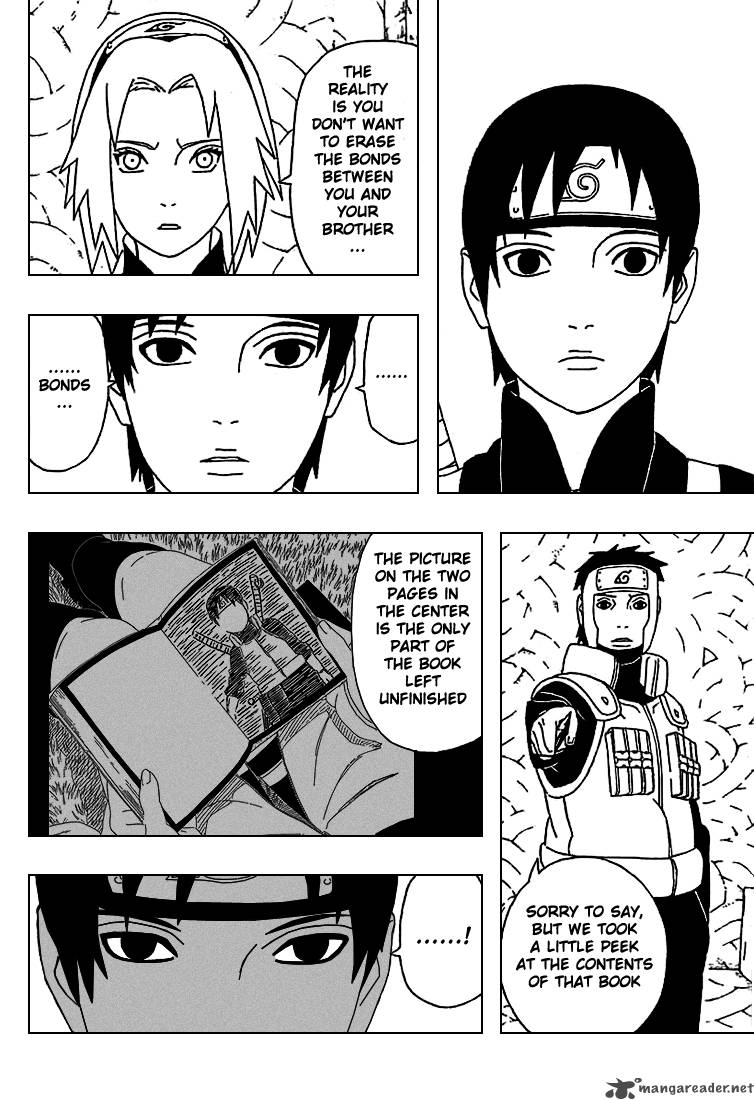 THE
REALITY
IS YOU
DON'T WANT
TO ERASE
THE BONDS
BETWEEN
YOU AND
YOUR
BROTHER
...
......
......
BONDS
...
SORRY TO SAY,
BUT WE TOOK
A LITTLE PEEK
AT THE CONTENTS
OF THAT BOOK
THE PICTURE
ON THE TWO
PAGES IN
THE CENTER
IS THE ONLY
PART OF
THE BOOK
LEFT
UNFINISHED
......!
mangareader.net